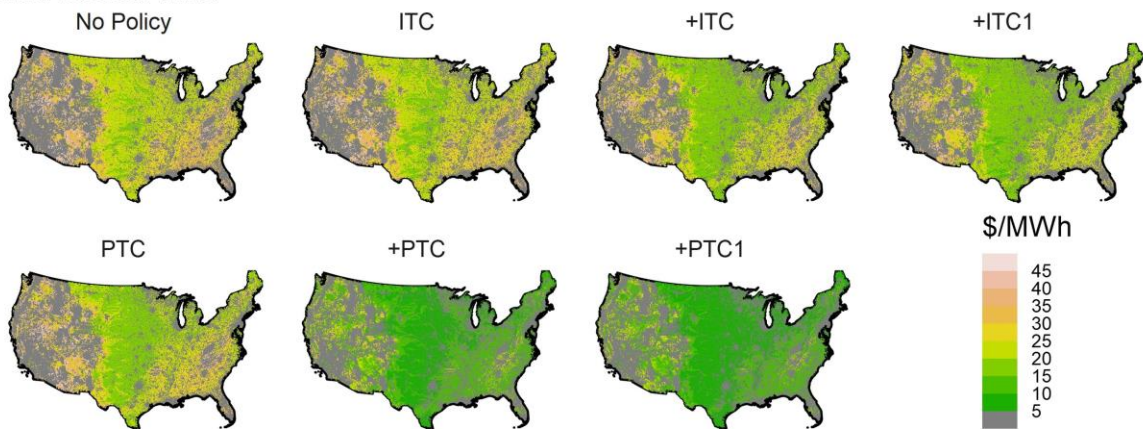 No Policy
ITC
+ITC
+ITC1
PTC
+PTC
+PTC1
$/MWh
45
40
35
30
25
20
15
10
5